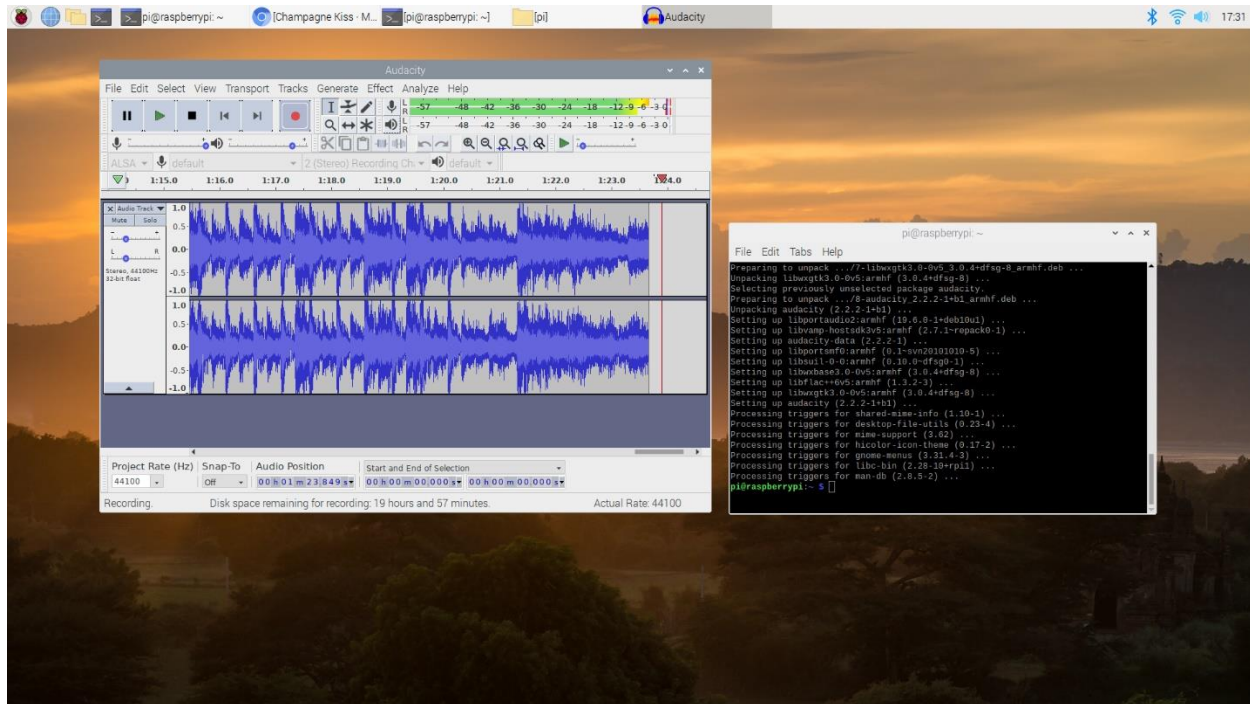 pi@raspberrypi: ~ [Champagne Kiss · M... [pi@raspberrypi: ~] [pi] Audacity 17:31
Audacity
File Edit Select View Transport Tracks Generate Effect Analyze Help
L R -57 -48 -42 -36 -30 -24 -18 -12 -9 -6 -3 0
L R -57 -48 -42 -36 -30 -24 -18 -12 -9 -6 -3 0
ALSA default 2 (Stereo) Recording Ch. default
1:15.0 1:16.0 1:17.0 1:18.0 1:19.0 1:20.0 1:21.0 1:22.0 1:23.0 1:24.0
X Audio Track
Mute Solo
- +
L R
Stereo, 44100Hz
32-bit float
1.0
0.5
0.0
-0.5
-1.0
1.0
0.5
0.0
-0.5
-1.0
Project Rate (Hz) Snap-To Audio Position Start and End of Selection
44100 Off 00 h 01 m 23.849 s 00 h 00 m 00.000 s 00 h 00 m 00.000 s
Recording. Disk space remaining for recording: 19 hours and 57 minutes. Actual Rate: 44100
pi@raspberrypi: ~
File Edit Tabs Help
Preparing to unpack .../7-libwxgtk3.0-0v5_3.0.4+dfsg-8_armhf.deb ...
Unpacking libwxgtk3.0-0v5:armhf (3.0.4+dfsg-8) ...
Selecting previously unselected package audacity.
Preparing to unpack .../8-audacity_2.2.2-1+b1_armhf.deb ...
Unpacking audacity (2.2.2-1+b1) ...
Setting up libportaudio2:armhf (19.6.0-1+deb10u1) ...
Setting up libvamp-hostsdk3v5:armhf (2.7.1~repack0-1) ...
Setting up audacity-data (2.2.2-1) ...
Setting up libportsmf0:armhf (0.1~svn20101010-5) ...
Setting up libsuil-0-0:armhf (0.10.0~dfsg0-1) ...
Setting up libwxbase3.0-0v5:armhf (3.0.4+dfsg-8) ...
Setting up libflac++6v5:armhf (1.3.2-3) ...
Setting up libwxgtk3.0-0v5:armhf (3.0.4+dfsg-8) ...
Setting up audacity (2.2.2-1+b1) ...
Processing triggers for shared-mime-info (1.10-1) ...
Processing triggers for desktop-file-utils (0.23-4) ...
Processing triggers for mime-support (3.62) ...
Processing triggers for hicolor-icon-theme (0.17-2) ...
Processing triggers for gnome-menus (3.31.4-3) ...
Processing triggers for libc-bin (2.28-10+rpi1) ...
Processing triggers for man-db (2.8.5-2) ...
pi@raspberrypi:~ $